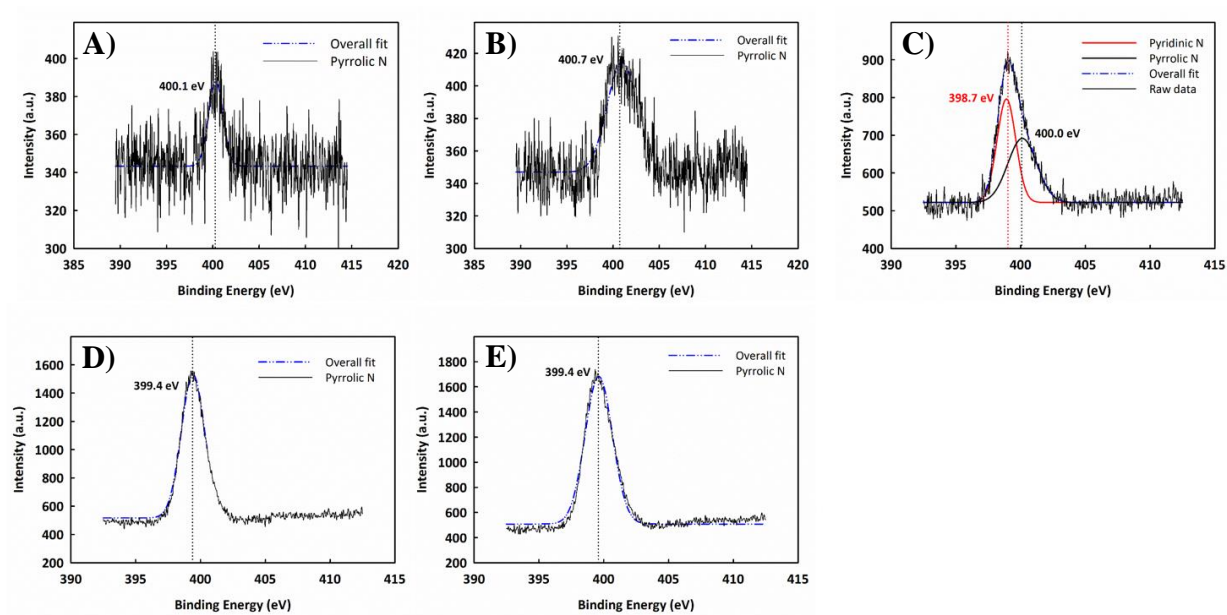 A)
Overall fit
Pyrrolic N
400.1 eV
Intensity (a.u.)
400
380
360
340
320
300
385 390 395 400 405 410 415 420
Binding Energy (eV)
B)
Overall fit
Pyrrolic N
400.7 eV
Intensity (a.u.)
420
400
380
360
340
320
300
385 390 395 400 405 410 415 420
Binding Energy (eV)
C)
Pyridinic N
Pyrrolic N
Overall fit
Raw data
398.7 eV
400.0 eV
Intensity (a.u.)
900
800
700
600
500
400
390 395 400 405 410 415
Binding Energy (eV)
D)
Overall fit
Pyrrolic N
399.4 eV
Intensity (a.u.)
1600
1400
1200
1000
800
600
400
200
390 395 400 405 410 415
Binding Energy (eV)
E)
Overall fit
Pyrrolic N
399.4 eV
Intensity (a.u.)
1800
1600
1400
1200
1000
800
600
400
200
390 395 400 405 410 415
Binding Energy (eV)